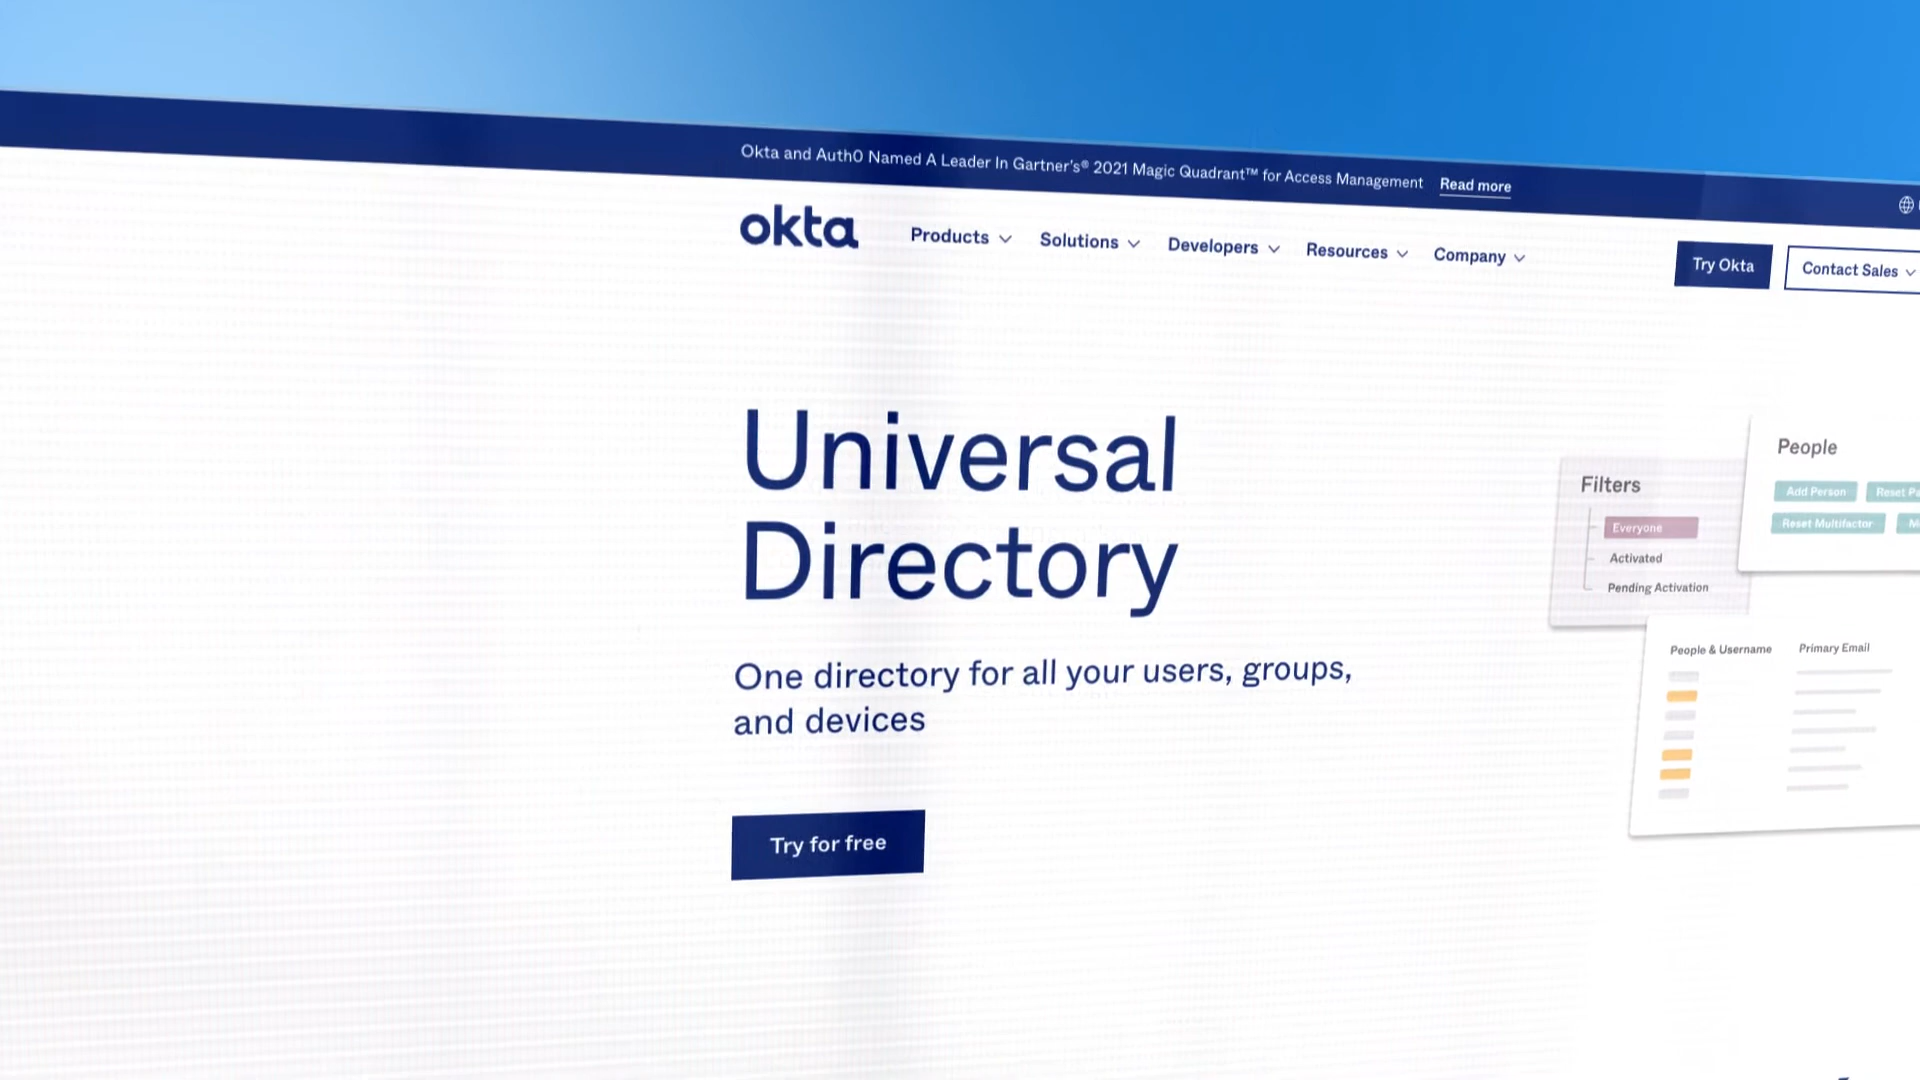 Okta and Auth0 Named A Leader In Gartner's® 2021 Magic Quadrant™ for Access Management Read more
okta Products Solutions Developers Resources Company
Try Okta Contact Sales
Universal
Directory
One directory for all your users, groups,
and devices
Try for free
Filters
Everyone
Activated
Pending Activation
People
Add Person Reset
Reset Multifactor
People & Username Primary Email